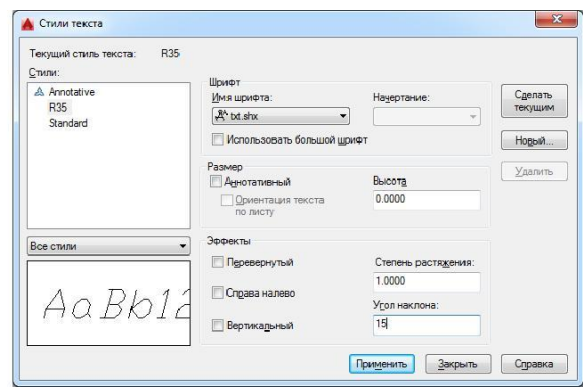 Стили текста
Текущий стиль текста: R35
Стили:
Annotative
R35
Standard
Все стили
AaBb12
Шрифт
Имя шрифта:
txt.shx
Начертание:
Использовать большой шрифт
Размер
Аннотативный
Ориентация текста
по листу
Высота
0.0000
Эффекты
Перевернутый
Справа налево
Вертикальный
Степень растяжения:
1.0000
Угол наклона:
15
Сделать
текущим
Новый...
Удалить
Применить
Закрыть
Справка